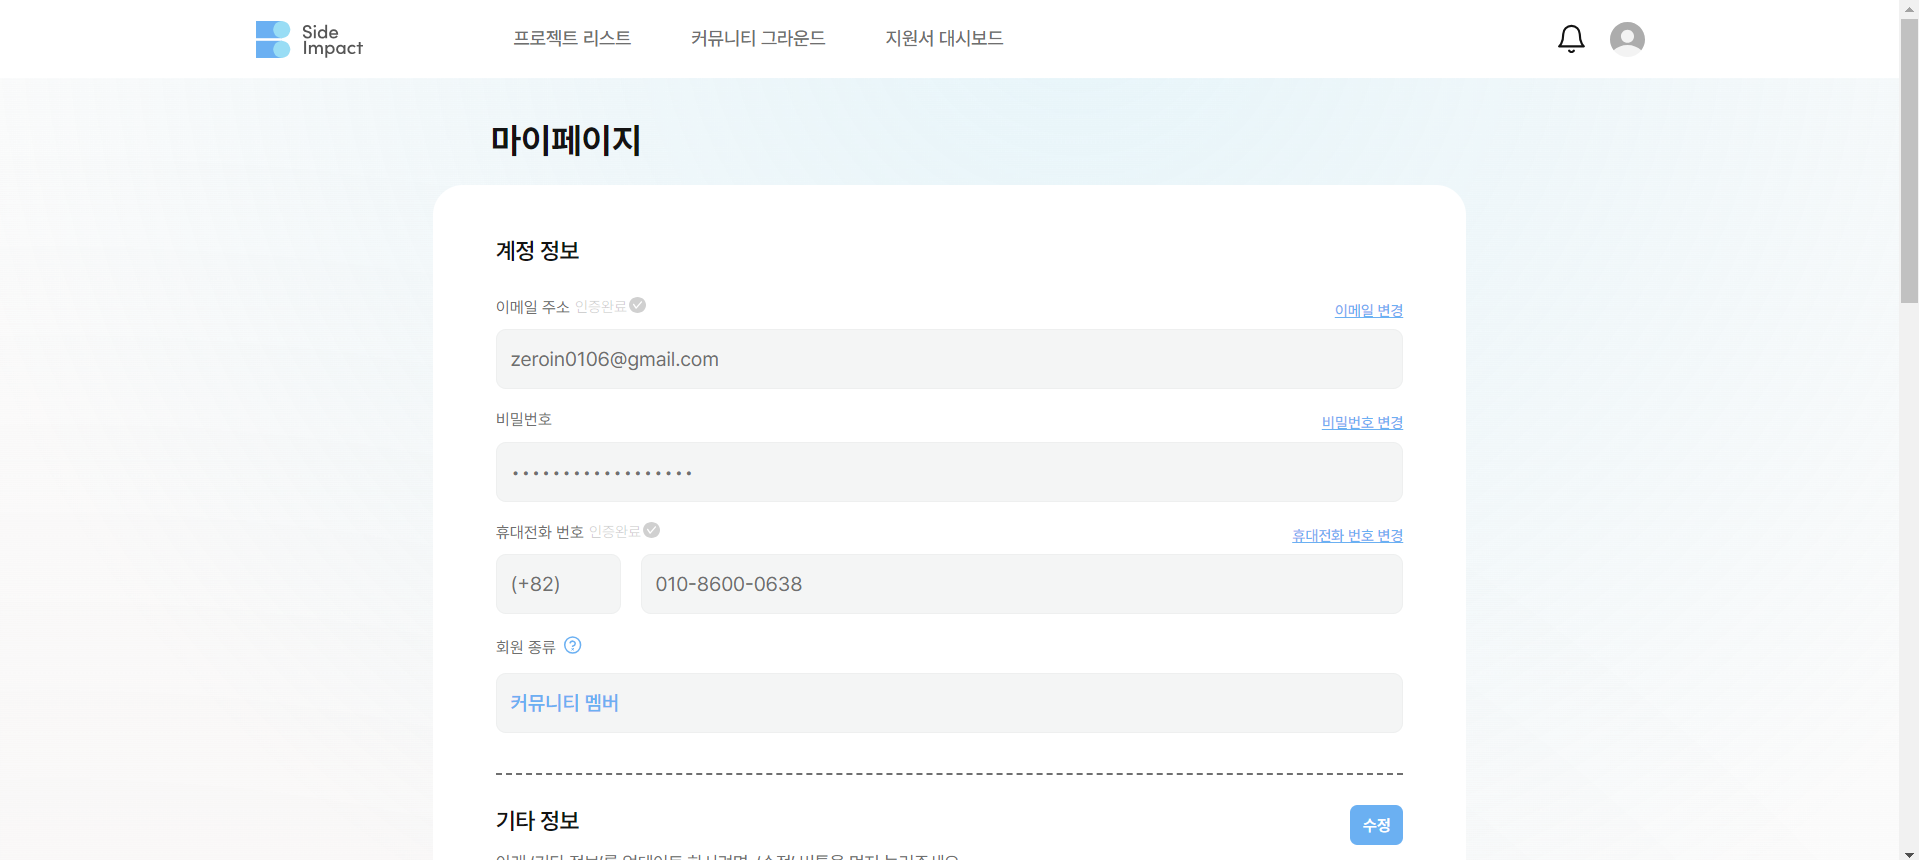 Side
Impact
프로젝트 리스트 커뮤니티 그라운드 지원서 대시보드
마이페이지
계정 정보
이메일 주소 인증완료 이메일 변경
zeroin0106@gmail.com
비밀번호 비밀번호 변경
••••••••••••••••••
휴대전화 번호 인증완료 휴대전화 번호 변경
(+82) 010-8600-0638
회원 종류 ?
커뮤니티 멤버
기타 정보 수정